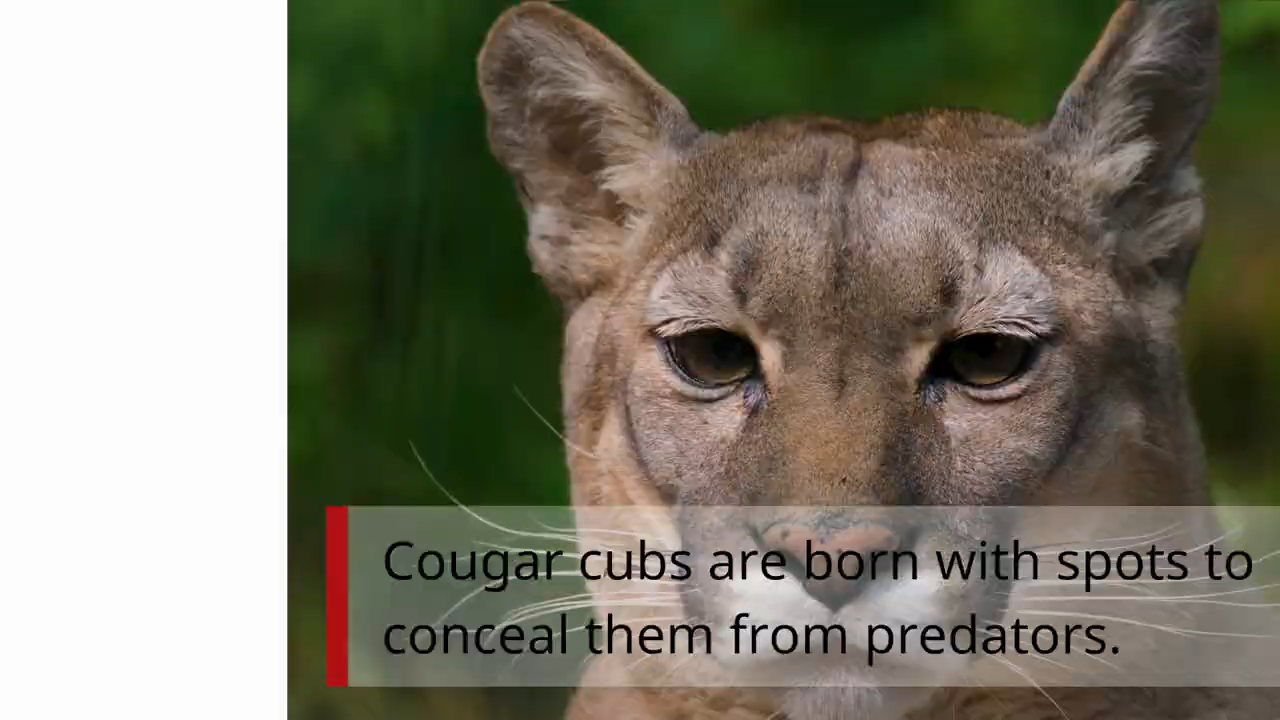 Cougar cubs are born with spots to
conceal them from predators.